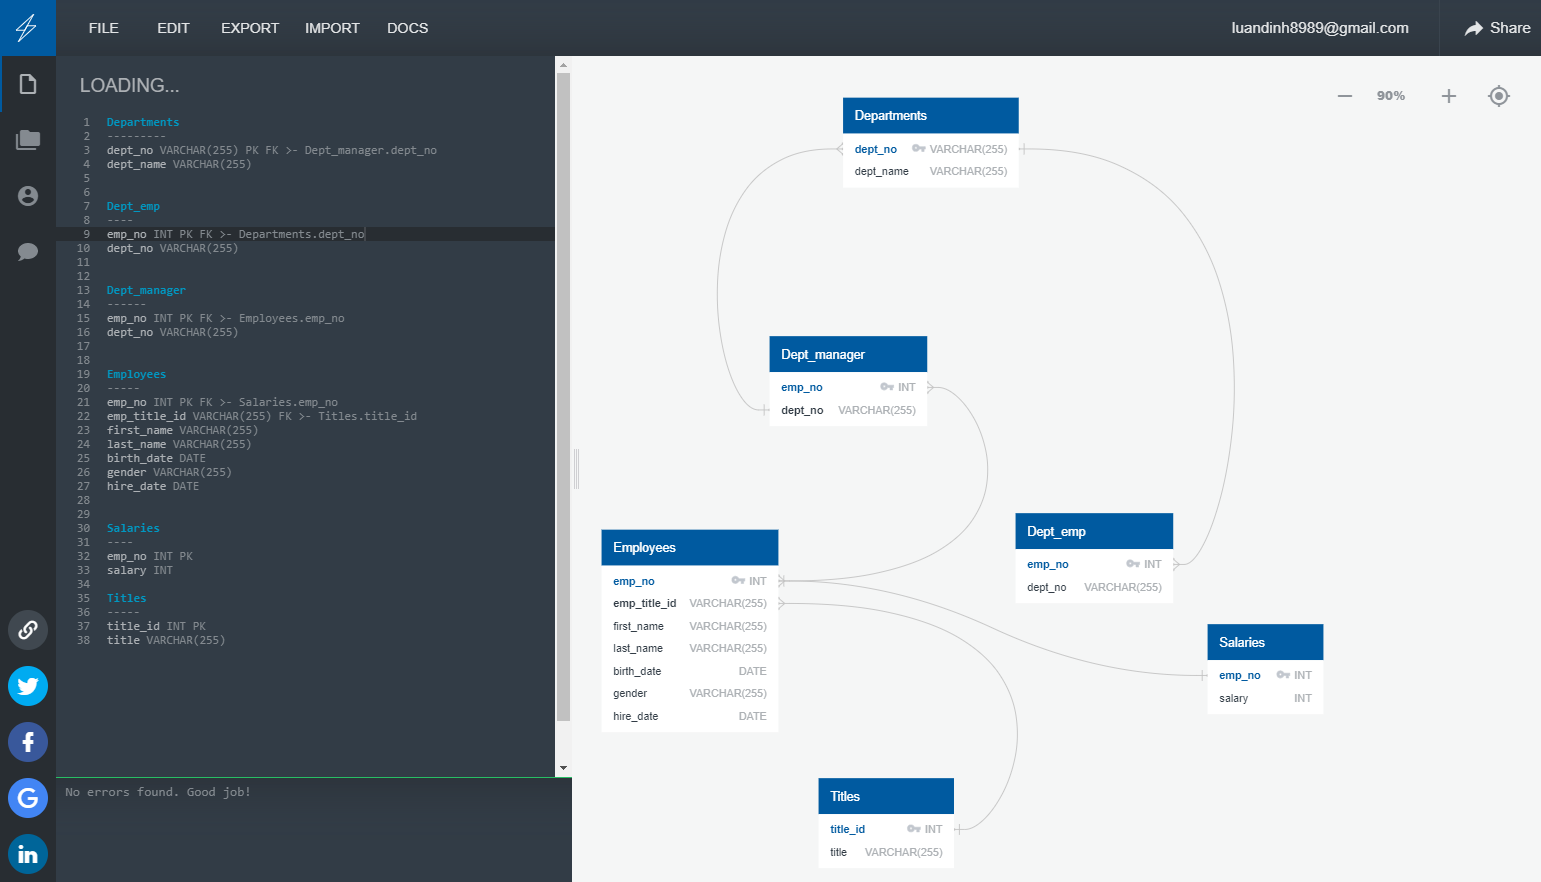 FILE EDIT EXPORT IMPORT DOCS luandinh8989@gmail.com Share
LOADING...
1 Departments
2 ---------
3 dept_no VARCHAR(255) PK FK >- Dept_manager.dept_no
4 dept_name VARCHAR(255)
5
6
7 Dept_emp
8 ----
9 emp_no INT PK FK >- Departments.dept_no
10 dept_no VARCHAR(255)
11
12
13 Dept_manager
14 ------
15 emp_no INT PK FK >- Employees.emp_no
16 dept_no VARCHAR(255)
17
18
19 Employees
20 -----
21 emp_no INT PK FK >- Salaries.emp_no
22 emp_title_id VARCHAR(255) FK >- Titles.title_id
23 first_name VARCHAR(255)
24 last_name VARCHAR(255)
25 birth_date DATE
26 gender VARCHAR(255)
27 hire_date DATE
28
29
30 Salaries
31 ----
32 emp_no INT PK
33 salary INT
34
35 Titles
36 -----
37 title_id INT PK
38 title VARCHAR(255)
No errors found. Good job!
90%
Departments
dept_no VARCHAR(255)
dept_name VARCHAR(255)
Dept_manager
emp_no INT
dept_no VARCHAR(255)
Dept_emp
emp_no INT
dept_no VARCHAR(255)
Employees
emp_no INT
emp_title_id VARCHAR(255)
first_name VARCHAR(255)
last_name VARCHAR(255)
birth_date DATE
gender VARCHAR(255)
hire_date DATE
Salaries
emp_no INT
salary INT
Titles
title_id INT
title VARCHAR(255)